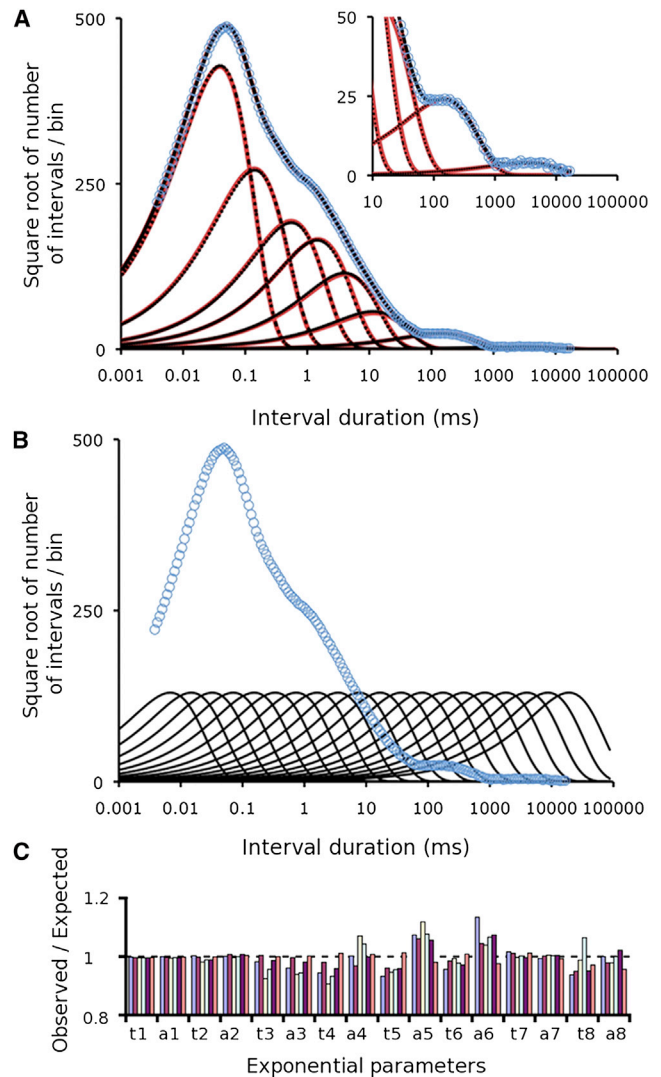 A
Square root of number
of intervals / bin
500
250
0
0.001 0.01 0.1 1 10 100 1000 10000 100000
Interval duration (ms)
50
25
0
10 100 1000 10000 100000
B
Square root of number
of intervals / bin
500
250
0
0.001 0.01 0.1 1 10 100 1000 10000 100000
Interval duration (ms)
C
Observed / Expected
1.2
1
0.8
t1 a1 t2 a2 t3 a3 t4 a4 t5 a5 t6 a6 t7 a7 t8 a8
Exponential parameters